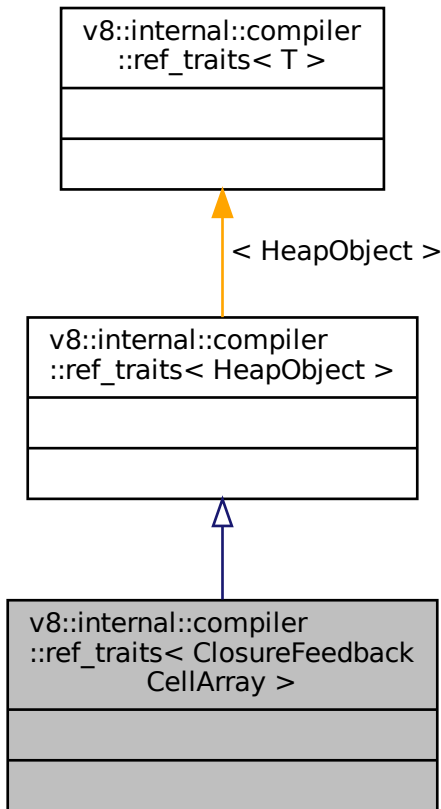 v8::internal::compiler
::ref_traits< T >
< HeapObject >
v8::internal::compiler
::ref_traits< HeapObject >
v8::internal::compiler
::ref_traits< ClosureFeedback
CellArray >